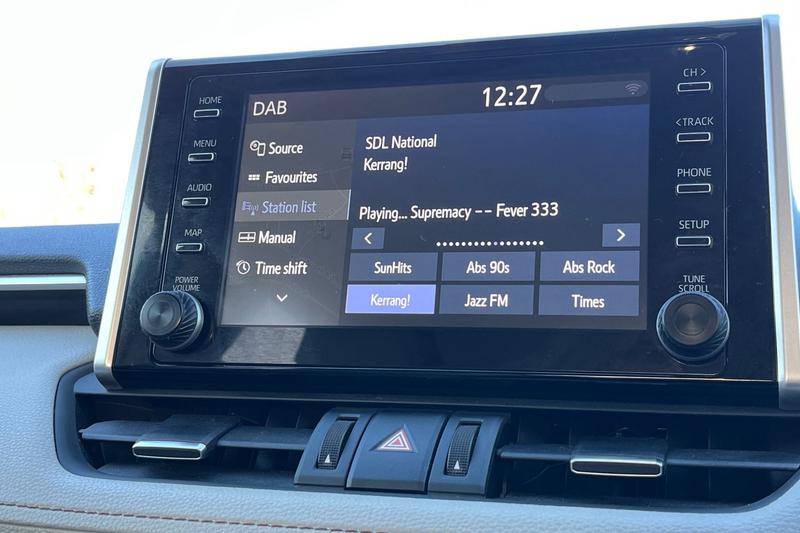 DAB
12:27
Source
Favourites
Station list
Manual
Time shift
SDL National
Kerrang!
Playing... Supremacy -- Fever 333
SunHits
Abs 90s
Abs Rock
Kerrang!
Jazz FM
Times
HOME
MENU
AUDIO
MAP
POWER
VOLUME
CH >
< TRACK
PHONE
SETUP
TUNE
SCROLL